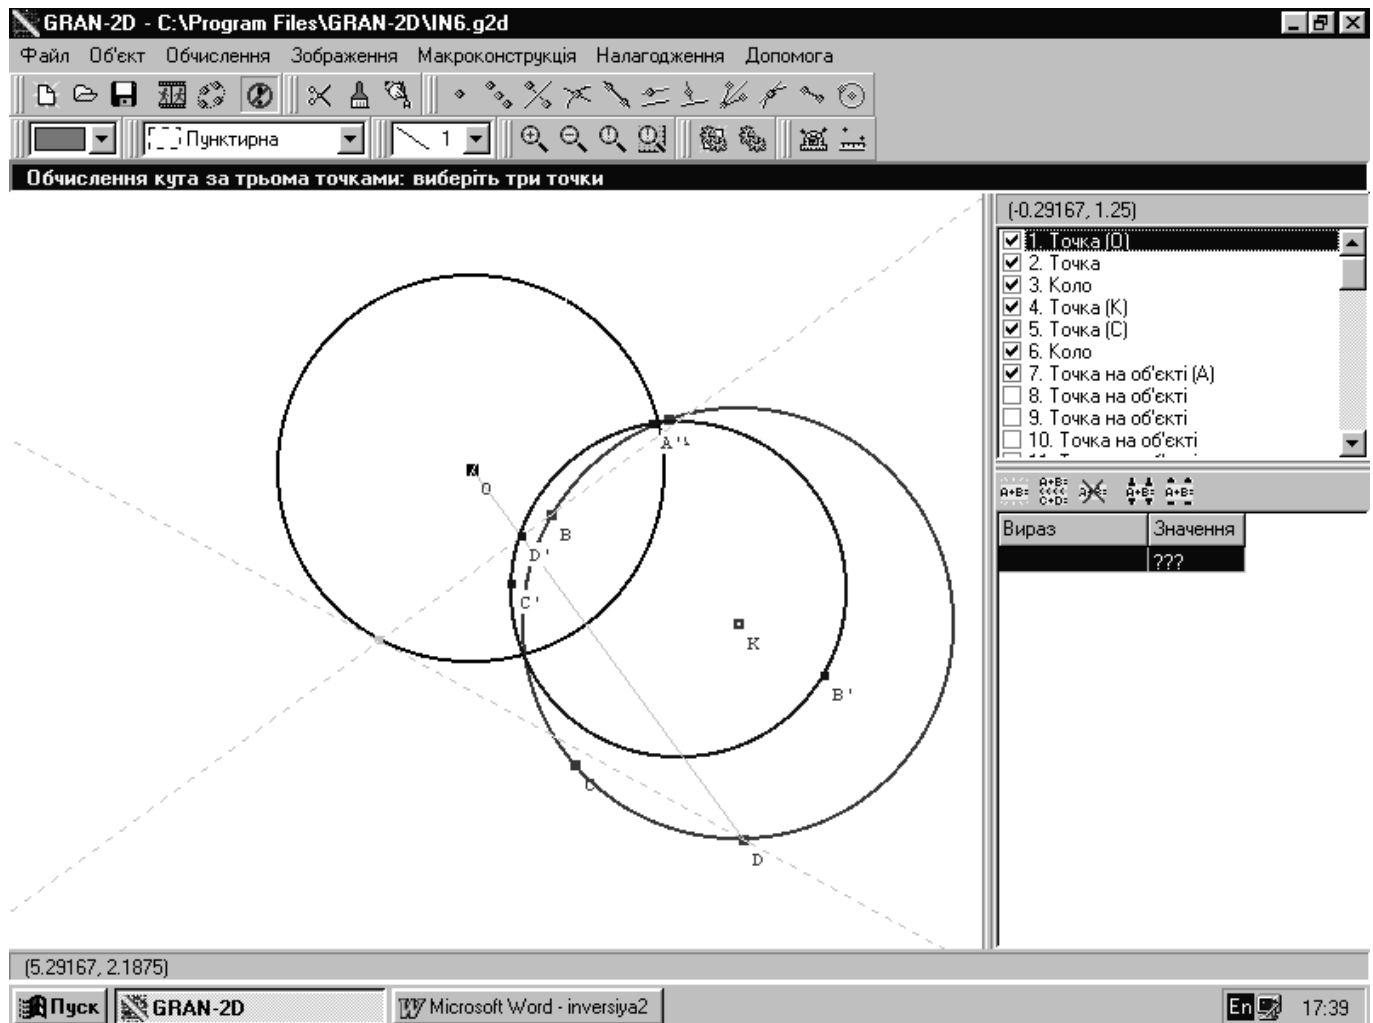 GRAN-2D - C:\Program Files\GRAN-2D\IN6.g2d
Файл Об'єкт Обчислення Зображення Макроконструкція Налагодження Допомога
Пунктирна 1
Обчислення кута за трьома точками: виберіть три точки
(-0.29167, 1.25)
1. Точка (O)
2. Точка
3. Коло
4. Точка (K)
5. Точка (C)
6. Коло
7. Точка на об'єкті (A)
8. Точка на об'єкті
9. Точка на об'єкті
10. Точка на об'єкті
A+B= A+B= C+D= A+B= A+B=
Вираз Значення
???
O
B
D'
C'
K
B'
C
D
(5.29167, 2.1875)
Пуск GRAN-2D Microsoft Word - inversiya2 En 17:39